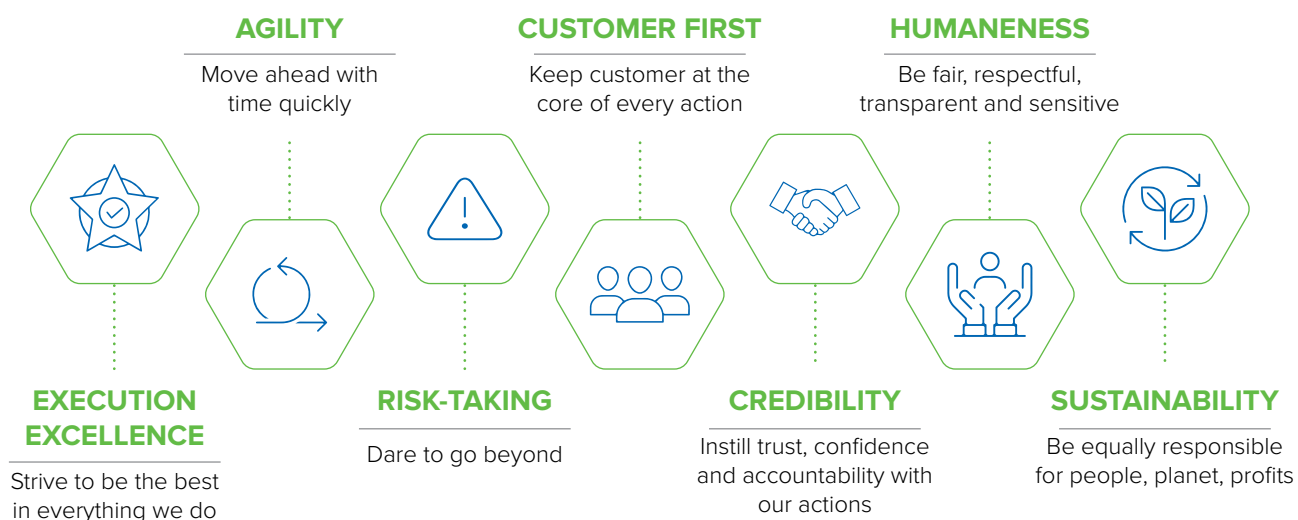 AGILITY
Move ahead with
time quickly
CUSTOMER FIRST
Keep customer at the
core of every action
HUMANENESS
Be fair, respectful,
transparent and sensitive
EXECUTION
EXCELLENCE
Strive to be the best
in everything we do
RISK-TAKING
Dare to go beyond
CREDIBILITY
Instill trust, confidence
and accountability with
our actions
SUSTAINABILITY
Be equally responsible
for people, planet, profits